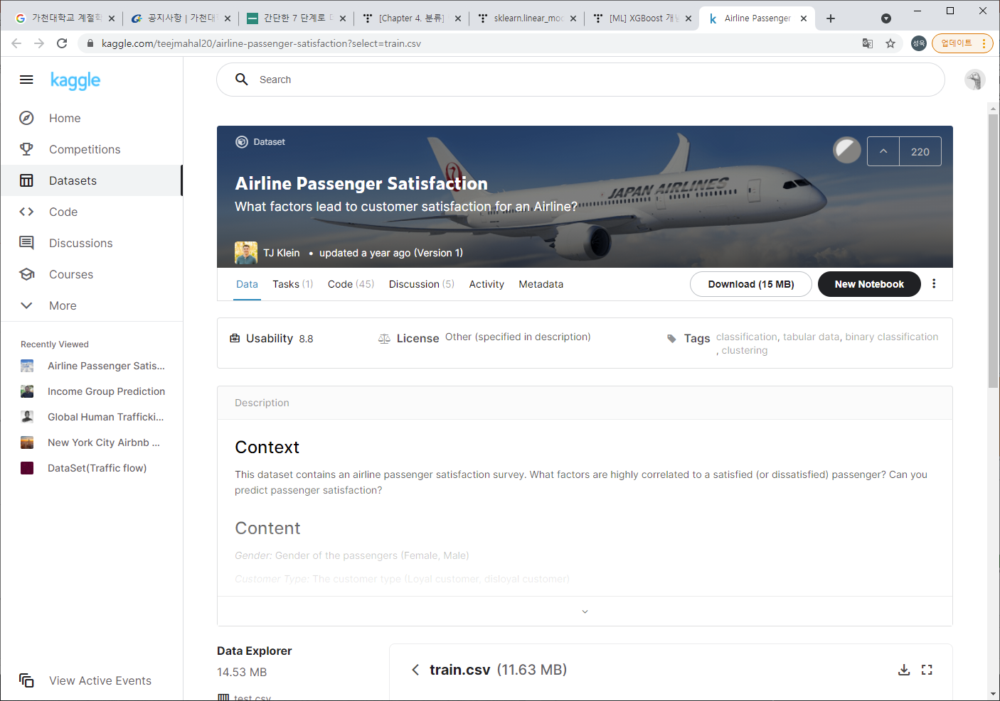 가천대학교 계절학
공지사항 | 가천대
간단한 7 단계로
[Chapter 4. 분류]
sklearn.linear_mod
[ML] XGBoost 개념
Airline Passenger
kaggle.com/teejmahal20/airline-passenger-satisfaction?select=train.csv
성욱
업데이트
kaggle
Search
Home
Competitions
Datasets
Code
Discussions
Courses
More
Recently Viewed
Airline Passenger Satis...
Income Group Prediction
Global Human Trafficki...
New York City Airbnb ...
DataSet(Traffic flow)
View Active Events
Dataset
220
JAPAN AIRLINES
Airline Passenger Satisfaction
What factors lead to customer satisfaction for an Airline?
TJ Klein • updated a year ago (Version 1)
Data Tasks (1) Code (45) Discussion (5) Activity Metadata Download (15 MB) New Notebook
Usability 8.8 License Other (specified in description) Tags classification, tabular data, binary classification
, clustering
Description
Context
This dataset contains an airline passenger satisfaction survey. What factors are highly correlated to a satisfied (or dissatisfied) passenger? Can you
predict passenger satisfaction?
Content
Gender: Gender of the passengers (Female, Male)
Customer Type: The customer type (Loyal customer, disloyal customer)
Data Explorer
14.53 MB
test.csv
train.csv (11.63 MB)